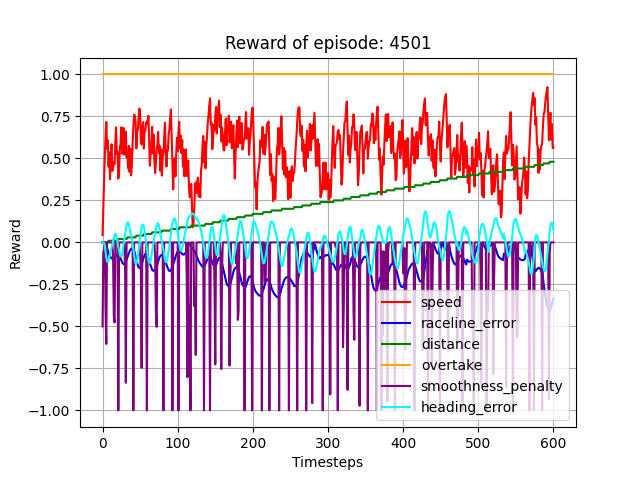 Reward of episode: 4501
Reward
1.00
0.75
0.50
0.25
0.00
−0.25
−0.50
−0.75
−1.00
speed
raceline_error
distance
overtake
smoothness_penalty
heading_error
0 100 200 300 400 500 600
Timesteps